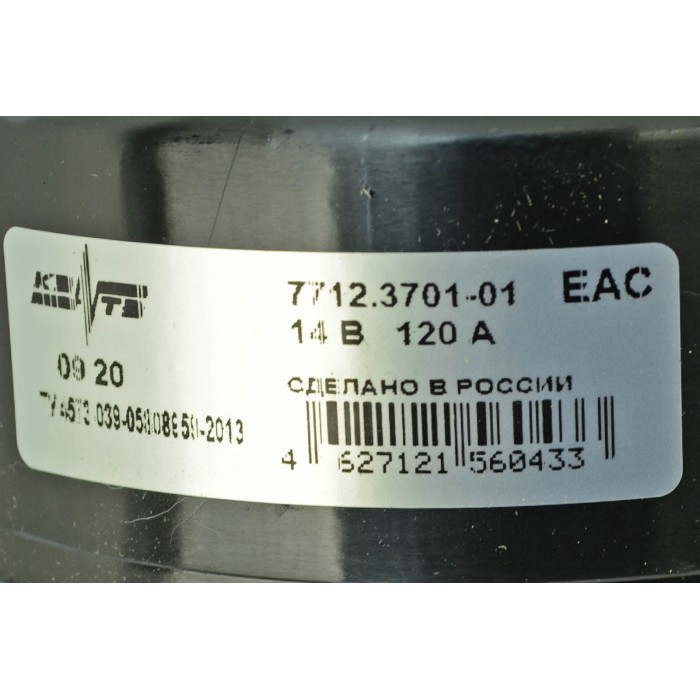 7712.3701-01 EAC
14 В 120 А
09 20
СДЕЛАНО В РОССИИ
4 627121 560433